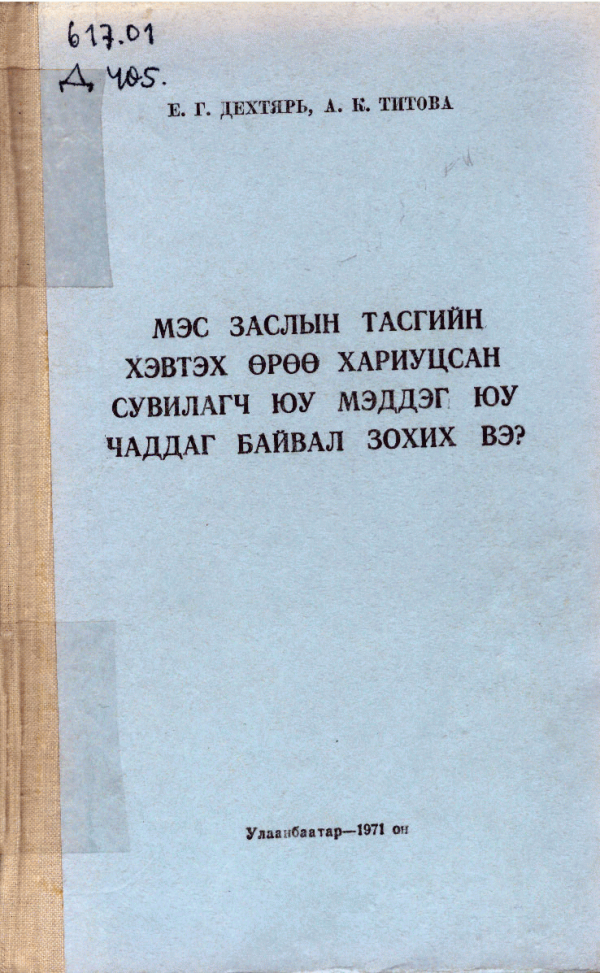 617.01
Д 405.
Е. Г. ДЕХТЯРЬ, А. К. ТИТОВА
МЭС ЗАСЛЫН ТАСГИЙН
ХЭВТЭХ ӨРӨӨ ХАРИУЦСАН
СУВИЛАГЧ ЮУ МЭДДЭГ ЮУ
ЧАДДАГ БАЙВАЛ ЗОХИХ ВЭ?
Улаанбаатар—1971 он